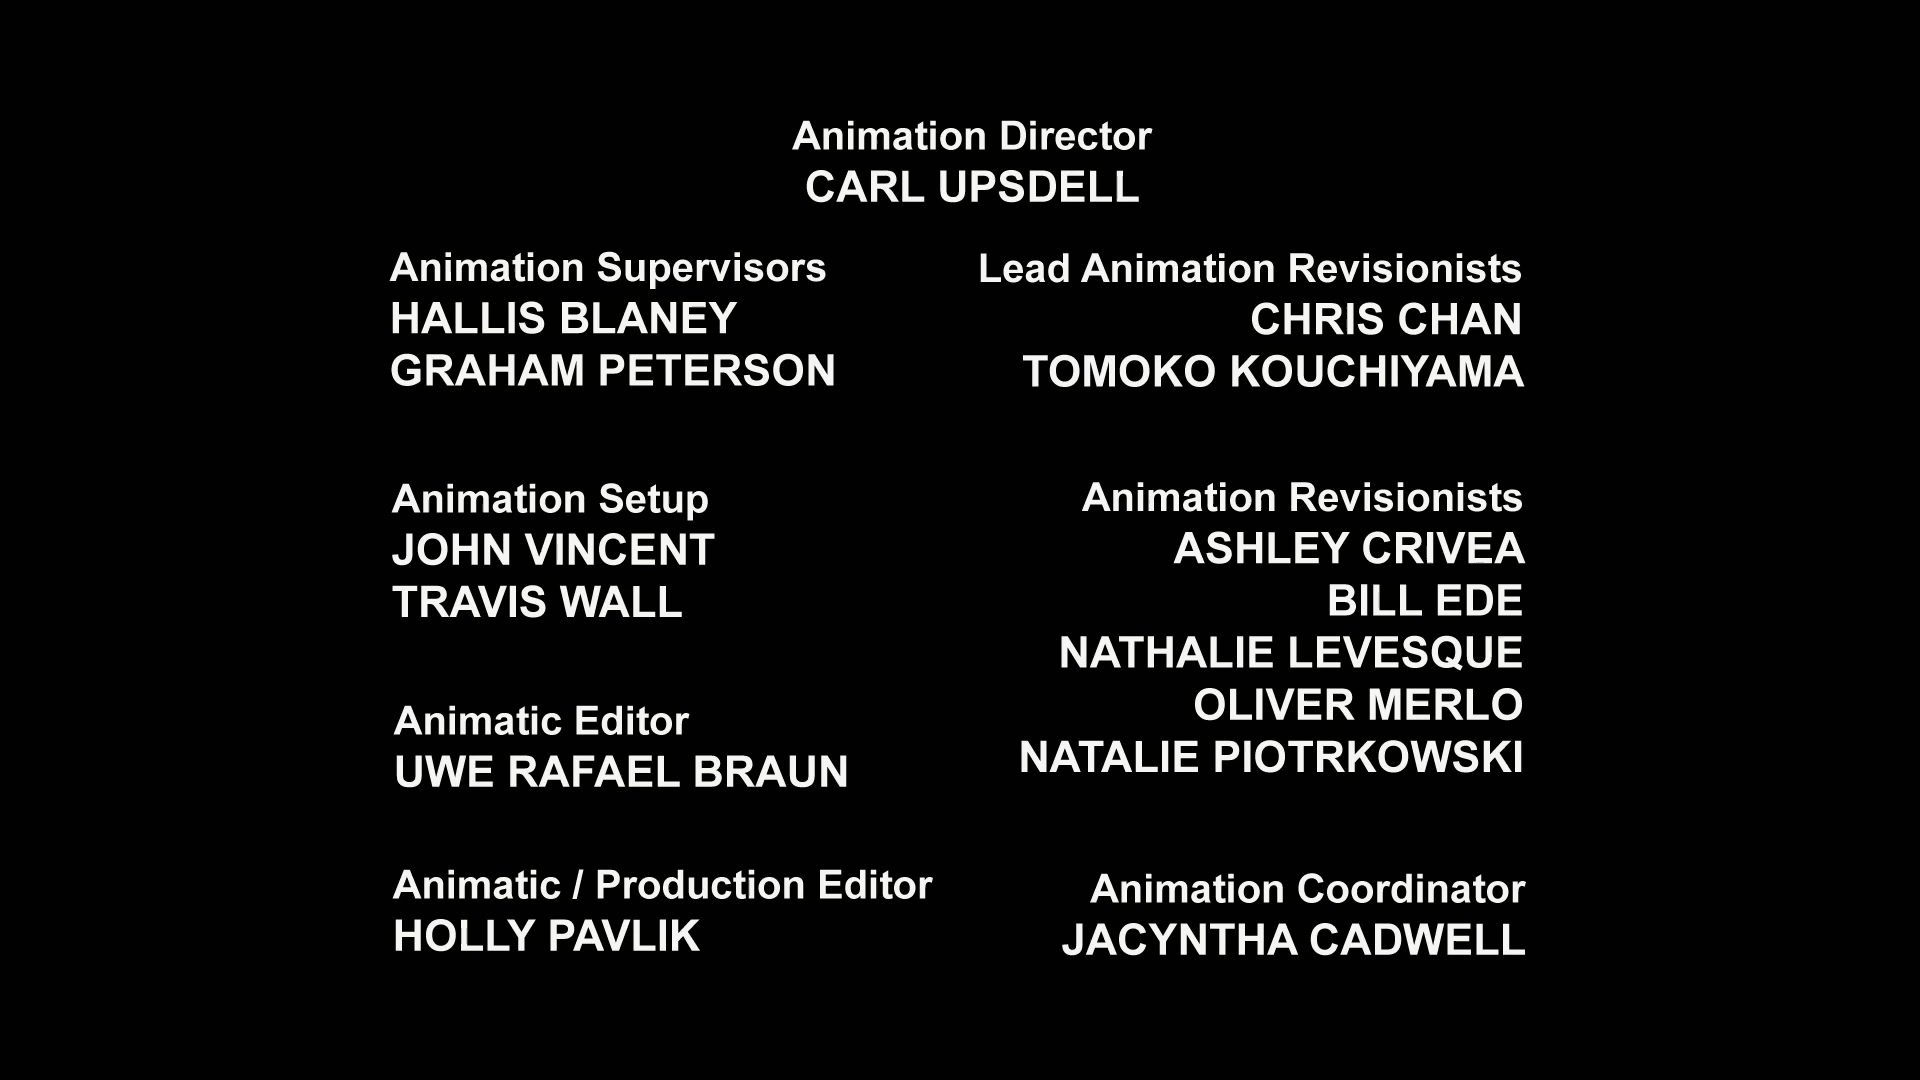 Animation Director
CARL UPSDELL
Animation Supervisors
HALLIS BLANEY
GRAHAM PETERSON
Lead Animation Revisionists
CHRIS CHAN
TOMOKO KOUCHIYAMA
Animation Setup
JOHN VINCENT
TRAVIS WALL
Animation Revisionists
ASHLEY CRIVEA
BILL EDE
NATHALIE LEVESQUE
OLIVER MERLO
NATALIE PIOTRKOWSKI
Animatic Editor
UWE RAFAEL BRAUN
Animatic / Production Editor
HOLLY PAVLIK
Animation Coordinator
JACYNTHA CADWELL